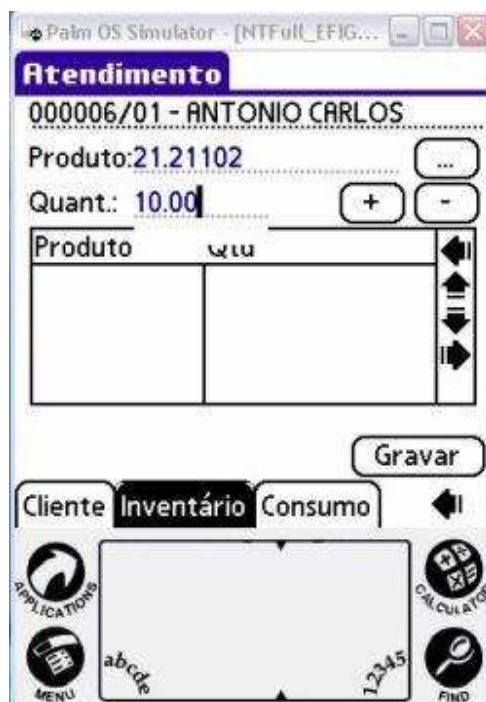 Palm OS Simulator - [NTFull_EFIG...
Atendimento
000006/01 - ANTONIO CARLOS
Produto:21.21102 ...
Quant.: 10.00 + -
Produto Qtd
Gravar
Cliente Inventário Consumo
APPLICATIONS CALCULATOR
abcde 12345
MENU FIND